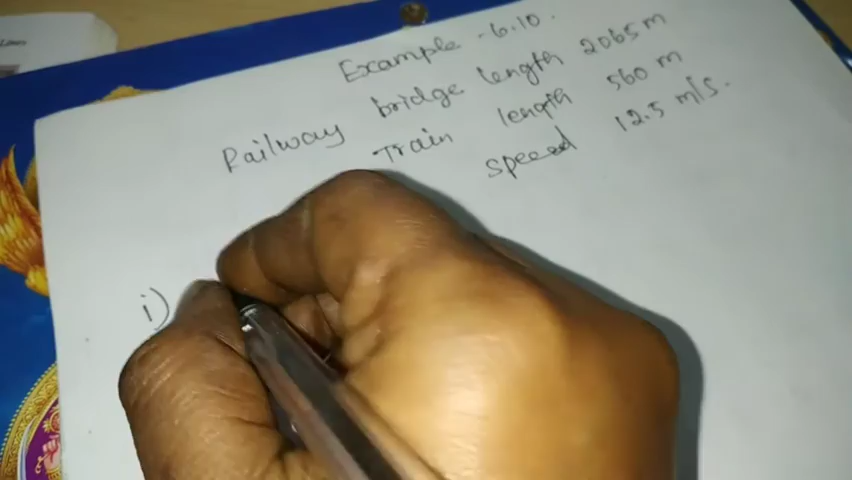 Example - 6.10.
Railway bridge length 2065 m
Train length 560 m
speed 12.5 m/s.
i)